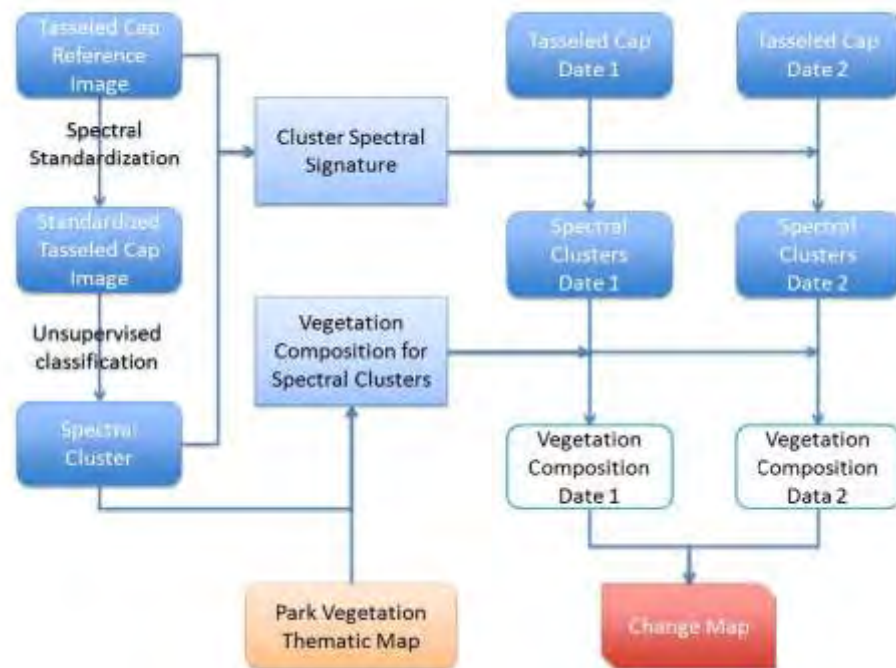 Tasseled Cap
Reference
Image
Spectral
Standardization
Standardized
Tasseled Cap
Image
Unsupervised
classification
Spectral
Cluster
Cluster Spectral
Signature
Vegetation
Composition for
Spectral Clusters
Park Vegetation
Thematic Map
Tasseled Cap
Date 1
Tasseled Cap
Date 2
Spectral
Clusters
Date 1
Spectral
Clusters
Date 2
Vegetation
Composition
Date 1
Vegetation
Composition
Data 2
Change Map